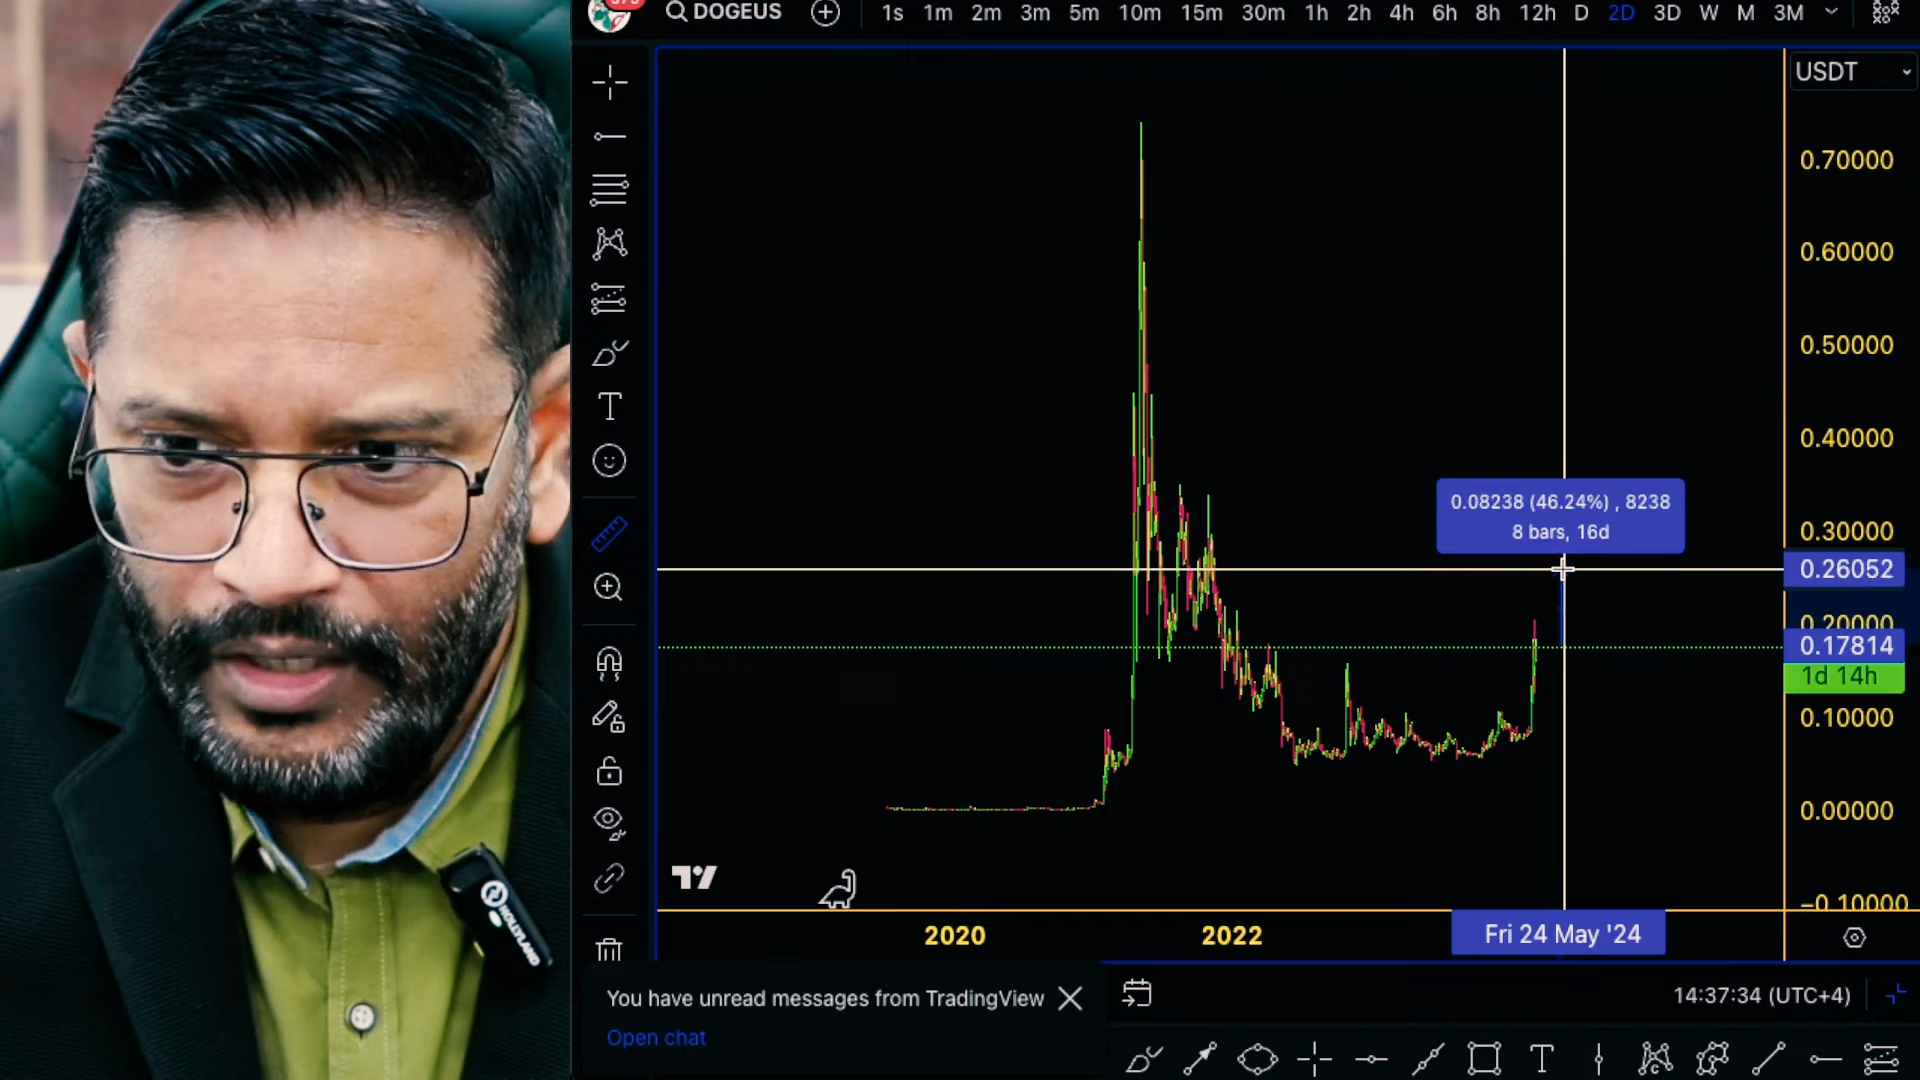 DOGEUS
1s 1m 2m 3m 5m 10m 15m 30m 1h 2h 4h 6h 8h 12h D 2D 3D W M 3M
USDT
0.70000
0.60000
0.50000
0.40000
0.08238 (46.24%) , 8238
8 bars, 16d
0.30000
0.26052
0.20000
0.17814
1d 14h
0.10000
0.00000
-0.10000
2020
2022
Fri 24 May '24
HOLLYLAND
You have unread messages from TradingView
Open chat
14:37:34 (UTC+4)